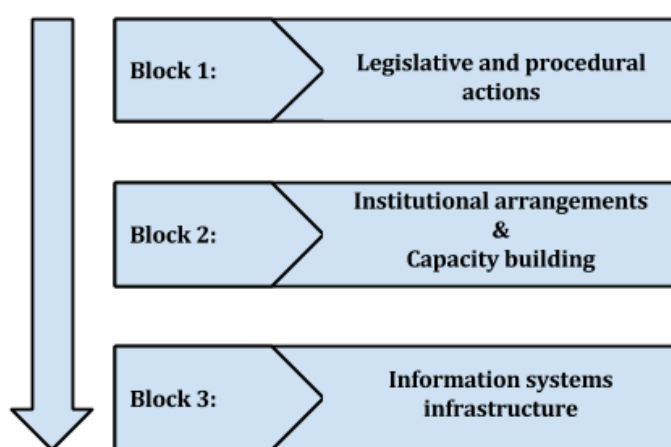 Block 1:
Legislative and procedural
actions
Block 2:
Institutional arrangements
&
Capacity building
Block 3:
Information systems
infrastructure